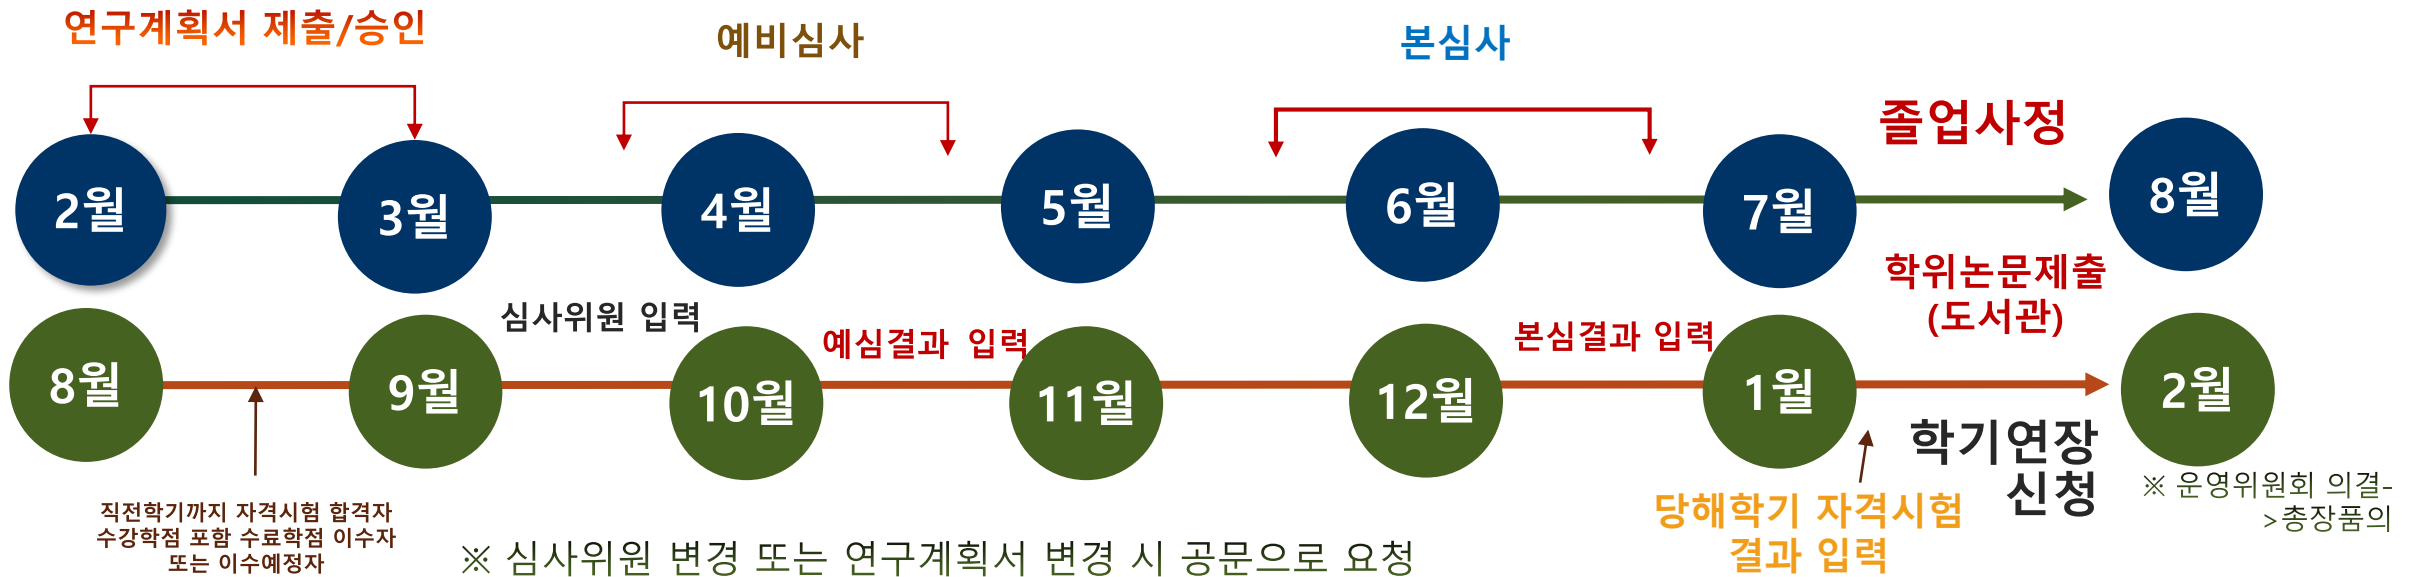 연구계획서 제출/승인
예비심사
본심사
졸업사정
2월
3월
4월
5월
6월
7월
8월
학위논문제출
(도서관)
심사위원 입력
예심결과 입력
본심결과 입력
8월
9월
10월
11월
12월
1월
2월
학기연장
신청
※ 운영위원회 의결-
>총장품의
직전학기까지 자격시험 합격자
수강학점 포함 수료학점 이수자
또는 이수예정자
당해학기 자격시험
결과 입력
※ 심사위원 변경 또는 연구계획서 변경 시 공문으로 요청